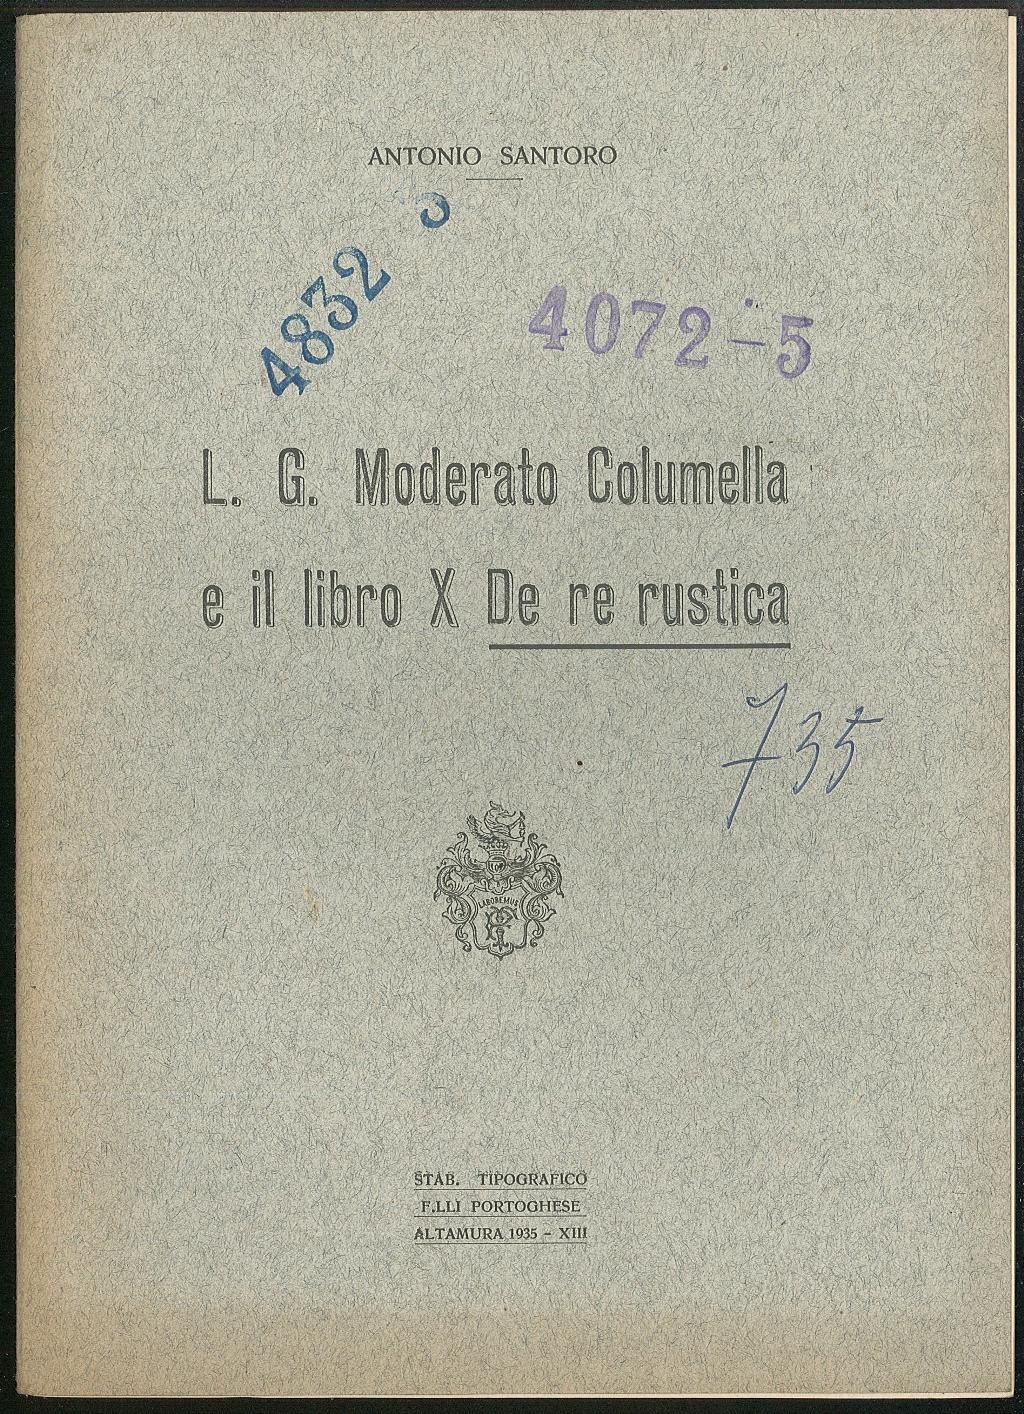 ANTONIO SANTORO
3
4832
4072-5
L. G. Moderato Columella
e il libro X De re rustica
735
LABOREMUS
STAB. TIPOGRAFICO
F.LLI PORTOGHESE
ALTAMURA 1935 - XIII